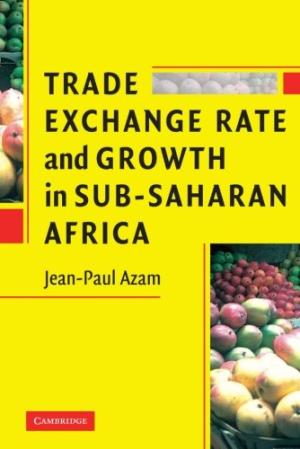 TRADE
EXCHANGE RATE
and GROWTH
in SUB-SAHARAN
AFRICA
Jean-Paul Azam
CAMBRIDGE